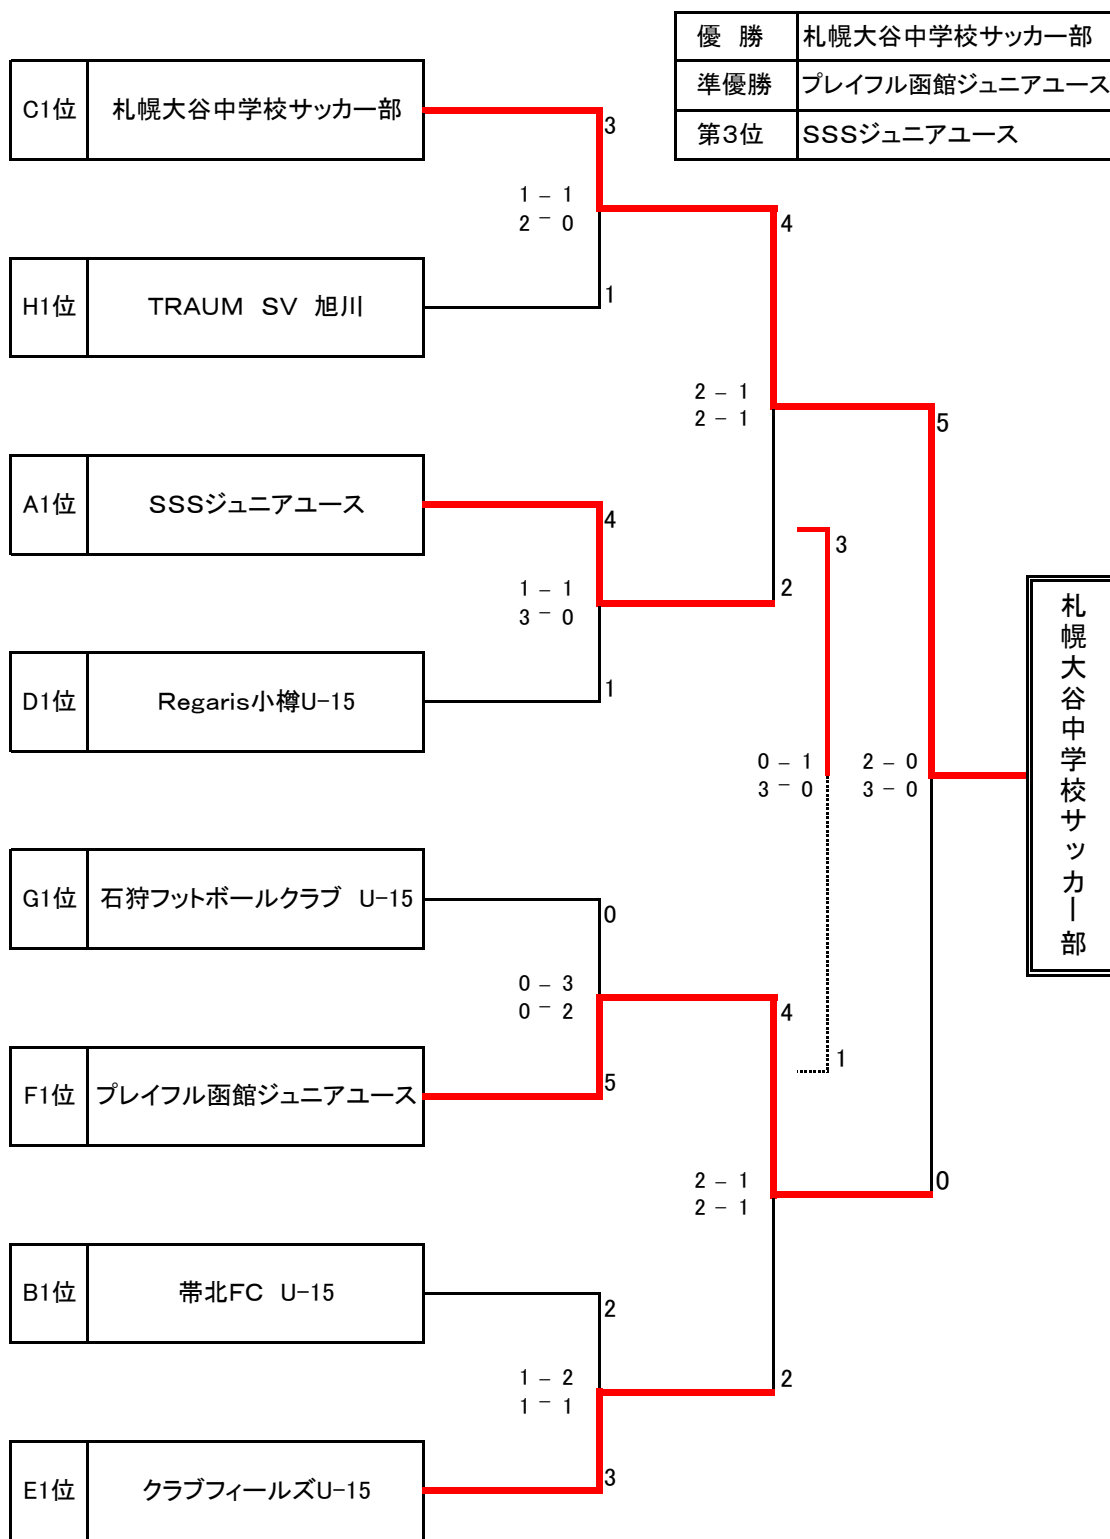 優　勝 札幌大谷中学校サッカー部
準優勝 プレイフル函館ジュニアユース
第3位 SSSジュニアユース
C1位 札幌大谷中学校サッカー部
3
1 － 1
2 － 0
4
1
H1位 TRAUM　SV　旭川
2 － 1
2 － 1
5
A1位 SSSジュニアユース
4
3
1 － 1
3 － 0
2
1
D1位 Regaris小樽U-15
0 － 1
3 － 0
2 － 0
3 － 0
札幌大谷中学校サッカー部
G1位 石狩フットボールクラブ　U-15
0
0 － 3
0 － 2
4
1
5
F1位 プレイフル函館ジュニアユース
2 － 1
2 － 1
0
B1位 帯北FC　U-15
2
1 － 2
1 － 1
2
3
E1位 クラブフィールズU-15